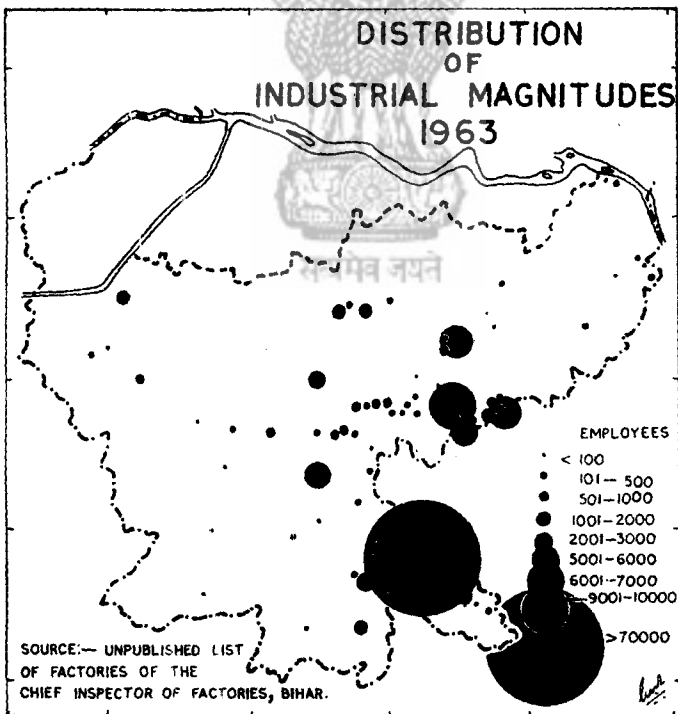 DISTRIBUTION
OF
INDUSTRIAL MAGNITUDES
1963
सत्यमेव जयते
EMPLOYEES
< 100
101-- 500
501-1000
1001-2000
2001-3000
5001-6000
6001-7000
-9001-10000
>70000
SOURCE:— UNPUBLISHED LIST
OF FACTORIES OF THE
CHIEF INSPECTOR OF FACTORIES, BIHAR.